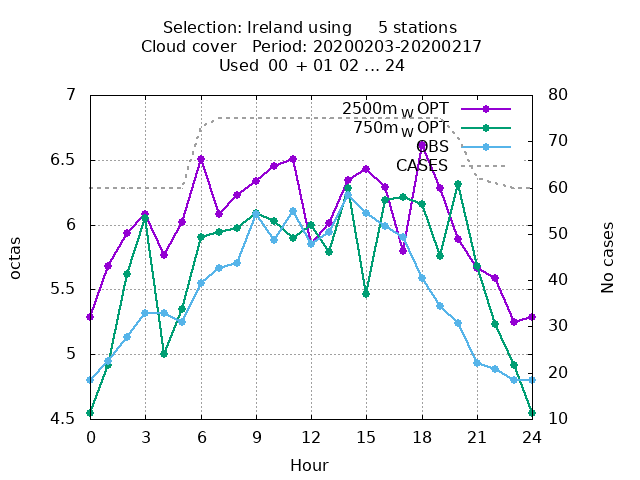 Selection: Ireland using 5 stations
Cloud cover Period: 20200203-20200217
Used 00 + 01 02 ... 24
7
6.5
6
5.5
5
4.5
80
70
60
50
40
30
20
10
2500m W OPT
750m W OPT
OBS
CASES
octas
No cases
0 3 6 9 12 15 18 21 24
Hour